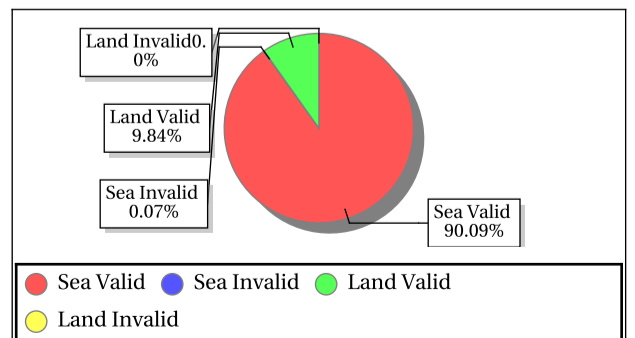 Land Invalid0.
0%
Land Valid
9.84%
Sea Invalid
0.07%
Sea Valid
90.09%
Sea Valid
Sea Invalid
Land Valid
Land Invalid